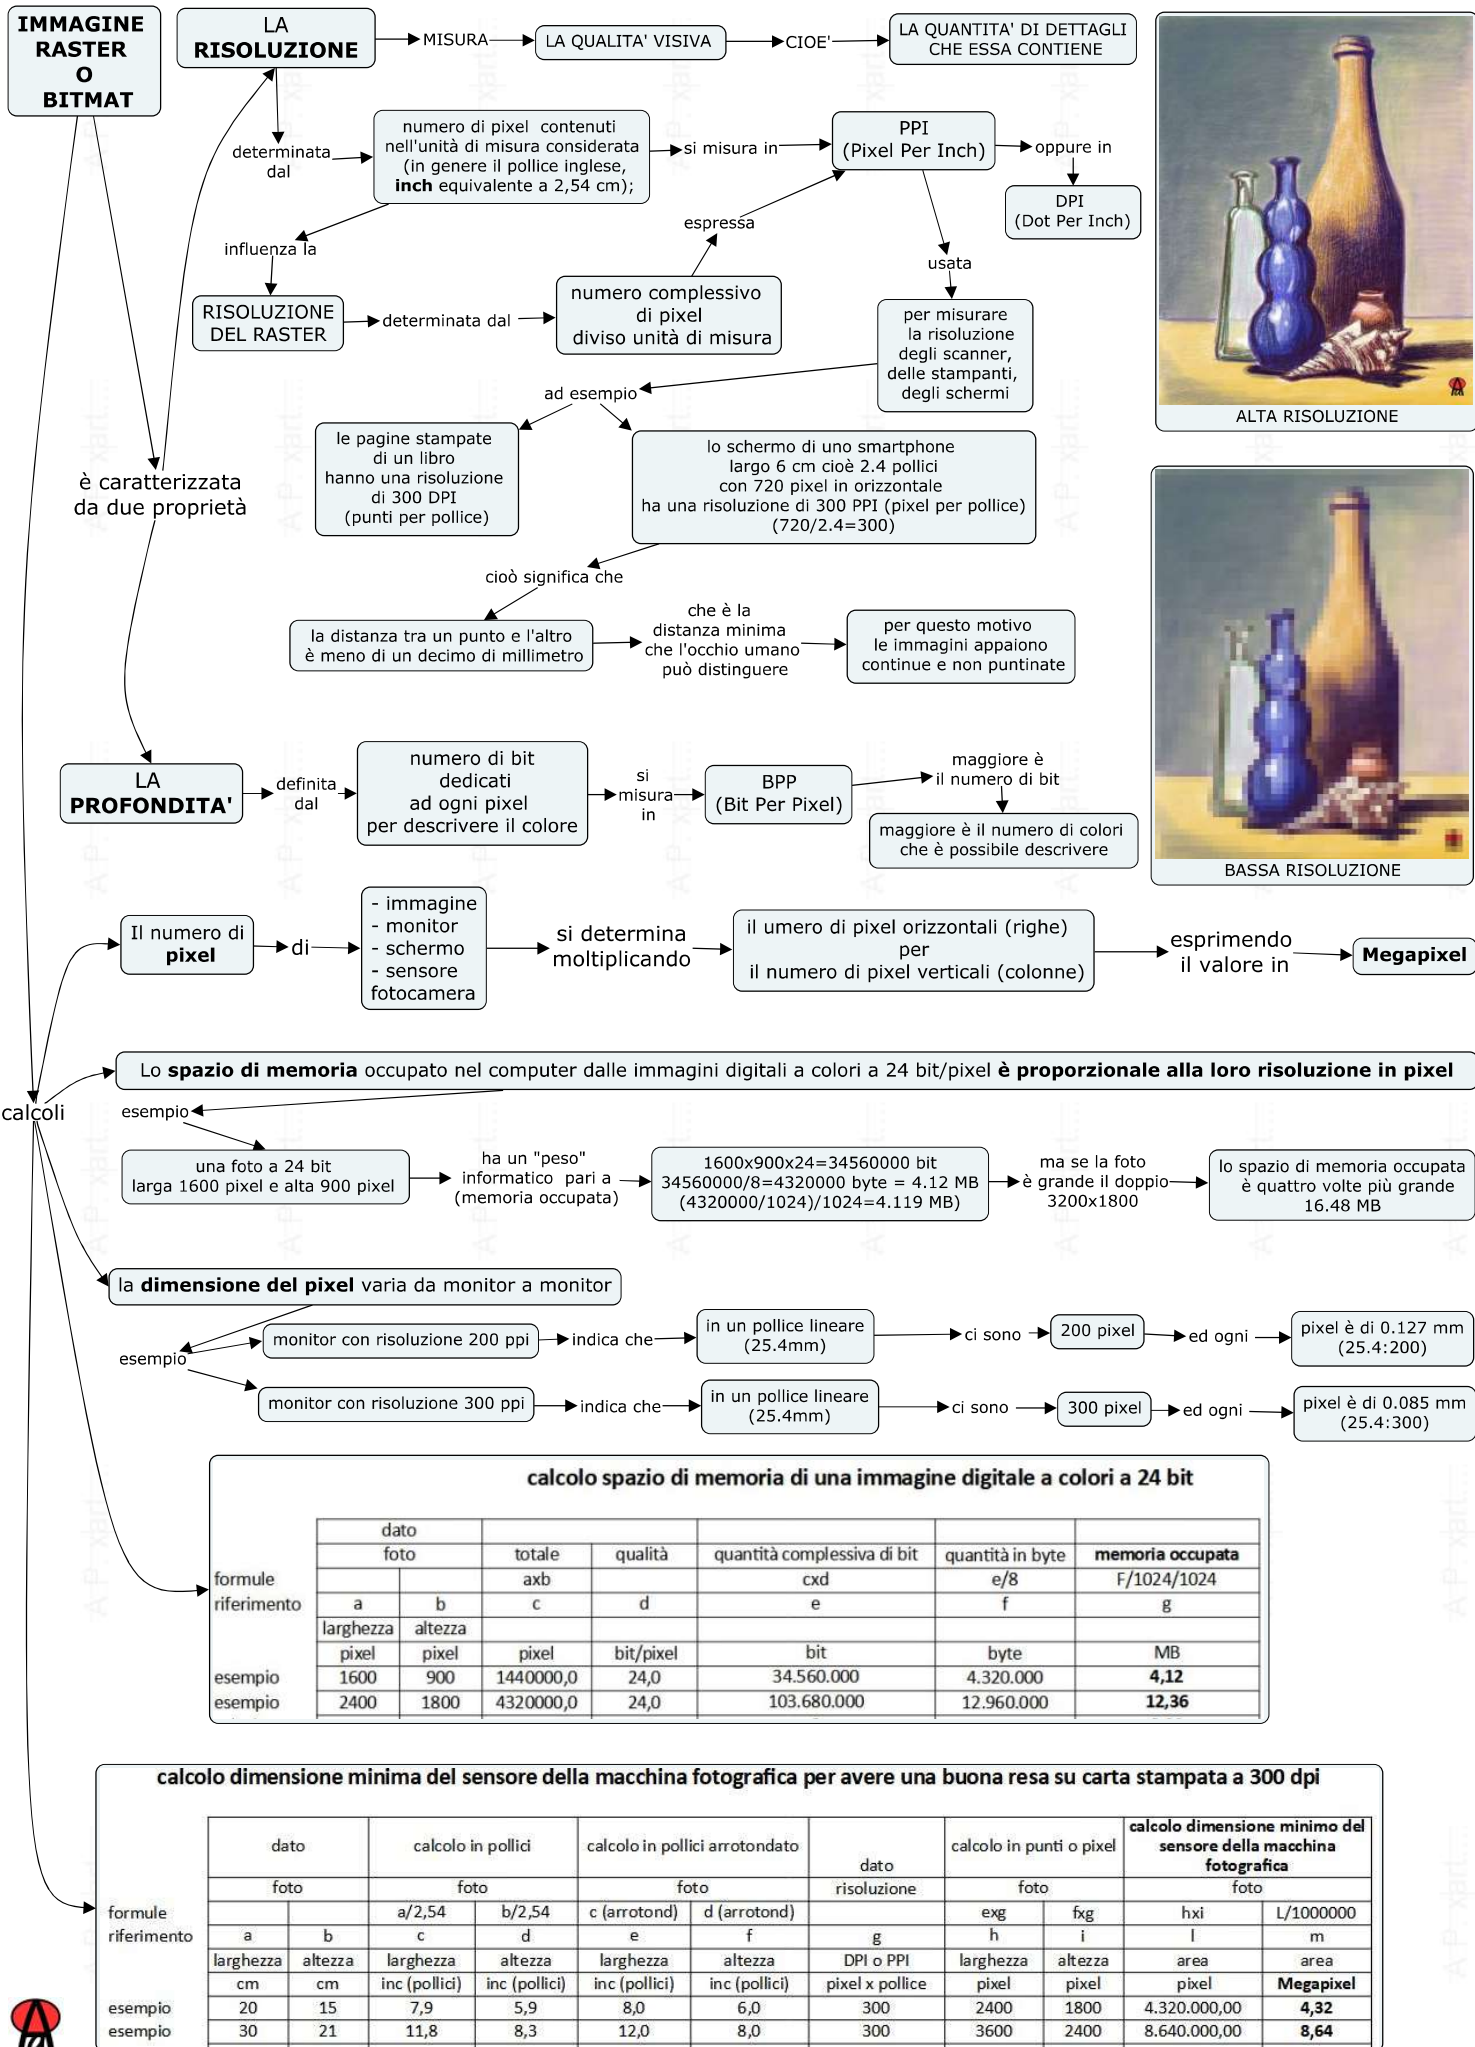 IMMAGINE
RASTER
O
BITMAT
LA
RISOLUZIONE
MISURA
LA QUALITA' VISIVA
CIOE'
LA QUANTITA' DI DETTAGLI
CHE ESSA CONTIENE
determinata
dal
numero di pixel contenuti
nell'unità di misura considerata
(in genere il pollice inglese,
inch equivalente a 2,54 cm);
si misura in
PPI
(Pixel Per Inch)
oppure in
DPI
(Dot Per Inch)
influenza la
RISOLUZIONE
DEL RASTER
determinata dal
numero complessivo
di pixel
diviso unità di misura
espressa
usata
per misurare
la risoluzione
degli scanner,
delle stampanti,
degli schermi
ALTA RISOLUZIONE
ad esempio
le pagine stampate
di un libro
hanno una risoluzione
di 300 DPI
(punti per pollice)
lo schermo di uno smartphone
largo 6 cm cioè 2.4 pollici
con 720 pixel in orizzontale
ha una risoluzione di 300 PPI (pixel per pollice)
(720/2.4=300)
è caratterizzata
da due proprietà
cioò significa che
la distanza tra un punto e l'altro
è meno di un decimo di millimetro
che è la
distanza minima
che l'occhio umano
può distinguere
per questo motivo
le immagini appaiono
continue e non puntinate
BASSA RISOLUZIONE
LA
PROFONDITA'
definita
dal
numero di bit
dedicati
ad ogni pixel
per descrivere il colore
si
misura
in
BPP
(Bit Per Pixel)
maggiore è
il numero di bit
maggiore è il numero di colori
che è possibile descrivere
Il numero di
pixel
di
- immagine
- monitor
- schermo
- sensore
fotocamera
si determina
moltiplicando
il umero di pixel orizzontali (righe)
per
il numero di pixel verticali (colonne)
esprimendo
il valore in
Megapixel
calcoli
Lo spazio di memoria occupato nel computer dalle immagini digitali a colori a 24 bit/pixel è proporzionale alla loro risoluzione in pixel
esempio
una foto a 24 bit
larga 1600 pixel e alta 900 pixel
ha un "peso"
informatico pari a
(memoria occupata)
1600x900x24=34560000 bit
34560000/8=4320000 byte = 4.12 MB
(4320000/1024)/1024=4.119 MB)
ma se la foto
è grande il doppio
3200x1800
lo spazio di memoria occupata
è quattro volte più grande
16.48 MB
la dimensione del pixel varia da monitor a monitor
esempio
monitor con risoluzione 200 ppi
indica che
in un pollice lineare
(25.4mm)
ci sono
200 pixel
ed ogni
pixel è di 0.127 mm
(25.4:200)
monitor con risoluzione 300 ppi
indica che
in un pollice lineare
(25.4mm)
ci sono
300 pixel
ed ogni
pixel è di 0.085 mm
(25.4:300)
calcolo spazio di memoria di una immagine digitale a colori a 24 bit
dato
foto totale qualità quantità complessiva di bit quantità in byte memoria occupata
formule axb cxd e/8 F/1024/1024
riferimento a b c d e f g
larghezza altezza
pixel pixel pixel bit/pixel bit byte MB
esempio 1600 900 1440000,0 24,0 34.560.000 4.320.000 4,12
esempio 2400 1800 4320000,0 24,0 103.680.000 12.960.000 12,36
calcolo dimensione minima del sensore della macchina fotografica per avere una buona resa su carta stampata a 300 dpi
dato calcolo in pollici calcolo in pollici arrotondato dato calcolo in punti o pixel calcolo dimensione minimo del
sensore della macchina
fotografica
foto foto foto risoluzione foto foto
formule a/2,54 b/2,54 c (arrotond) d (arrotond) exg fxg hxi L/1000000
riferimento a b c d e f g h i l m
larghezza altezza larghezza altezza larghezza altezza DPI o PPI larghezza altezza area area
cm cm inc (pollici) inc (pollici) inc (pollici) inc (pollici) pixel x pollice pixel pixel pixel Megapixel
esempio 20 15 7,9 5,9 8,0 6,0 300 2400 1800 4.320.000,00 4,32
esempio 30 21 11,8 8,3 12,0 8,0 300 3600 2400 8.640.000,00 8,64